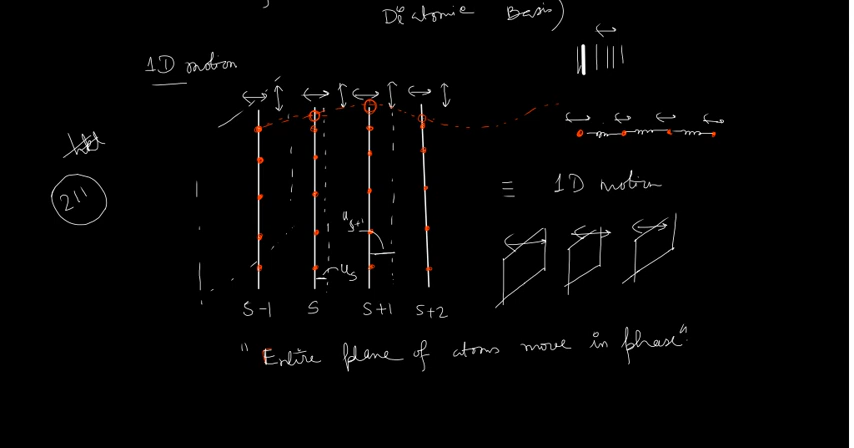 Diatomic Basis)
1D motion
211
≡ 1D motion
u_s+1
u_s
s-1 s s+1 s+2
"Entire plane of atoms move in phase"